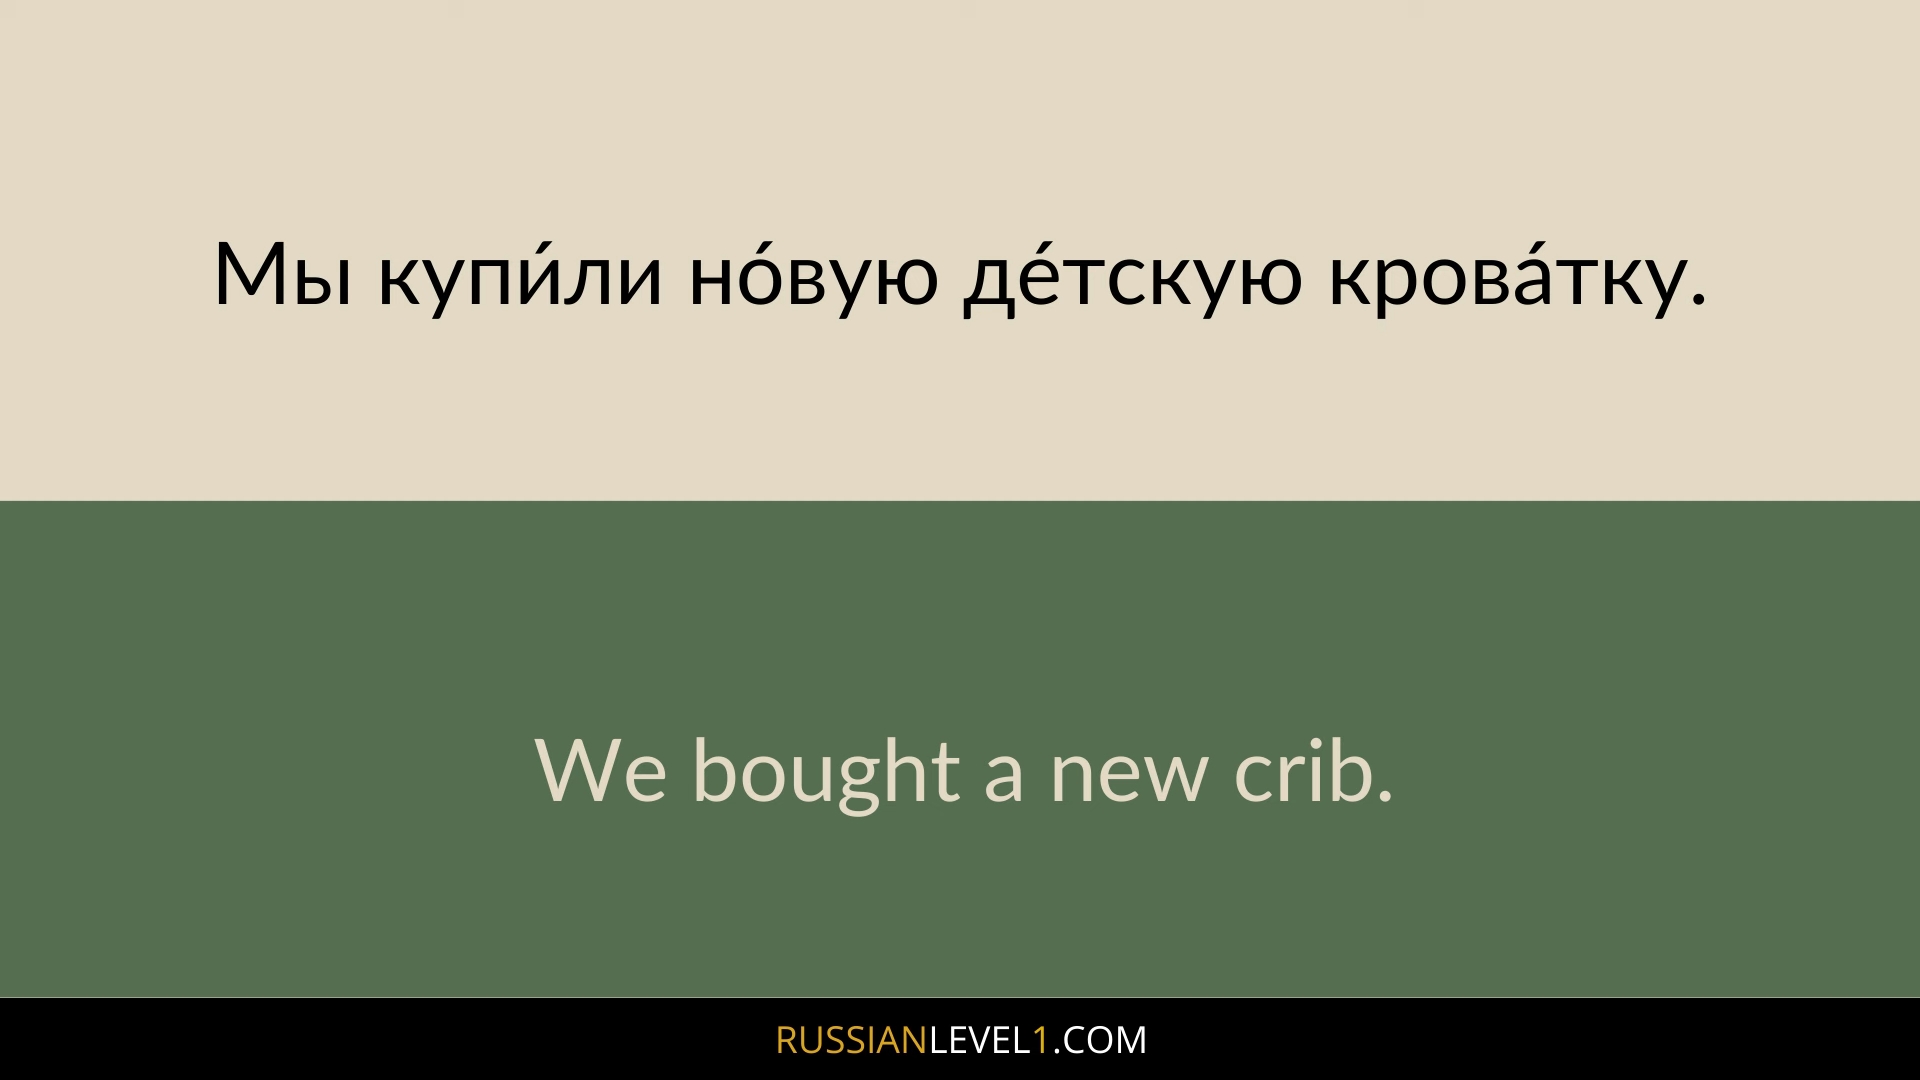 Мы купи́ли но́вую де́тскую крова́тку.
We bought a new crib.
RUSSIANLEVEL1.COM